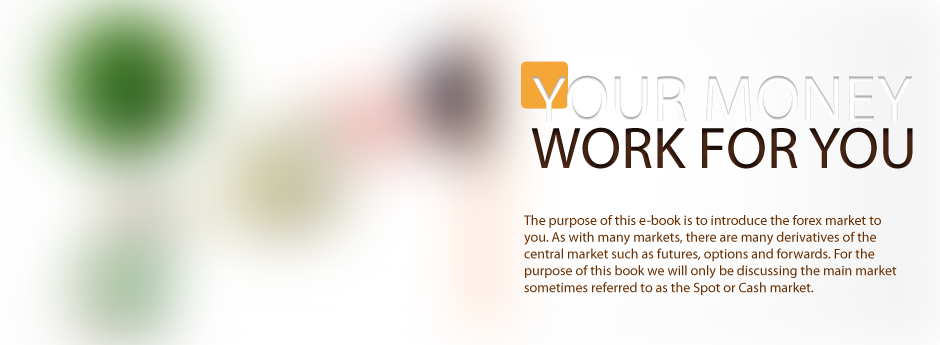 YOUR MONEY
WORK FOR YOU
The purpose of this e-book is to introduce the forex market to
you. As with many markets, there are many derivatives of the
central market such as futures, options and forwards. For the
purpose of this book we will only be discussing the main market
sometimes referred to as the Spot or Cash market.